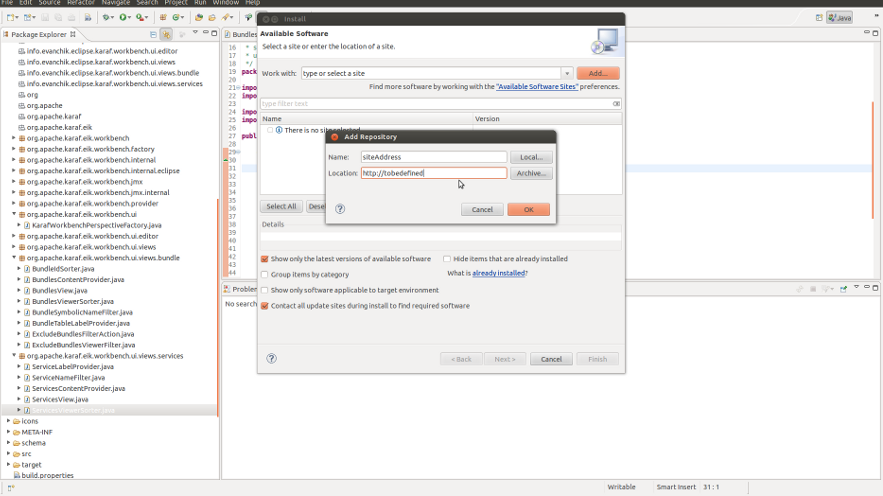 File Edit Source Refactor Navigate Search Project Run Window Help
Java
Package Explorer
info.evanchik.eclipse.karaf.workbench.ui.editor
info.evanchik.eclipse.karaf.workbench.ui.views
info.evanchik.eclipse.karaf.workbench.ui.views.bundle
info.evanchik.eclipse.karaf.workbench.ui.views.services
org
org.apache
org.apache.karaf
org.apache.karaf.eik
org.apache.karaf.eik.workbench
org.apache.karaf.eik.workbench.factory
org.apache.karaf.eik.workbench.internal
org.apache.karaf.eik.workbench.internal.eclipse
org.apache.karaf.eik.workbench.jmx
org.apache.karaf.eik.workbench.jmx.internal
org.apache.karaf.eik.workbench.provider
org.apache.karaf.eik.workbench.ui
KarafWorkbenchPerspectiveFactory.java
org.apache.karaf.eik.workbench.ui.editor
org.apache.karaf.eik.workbench.ui.views
org.apache.karaf.eik.workbench.ui.views.bundle
BundleIdSorter.java
BundlesContentProvider.java
BundlesView.java
BundlesViewerSorter.java
BundleSymbolicNameFilter.java
BundleTableLabelProvider.java
ExcludeBundlesFilterAction.java
ExcludeBundlesViewerFilter.java
org.apache.karaf.eik.workbench.ui.views.services
ServiceLabelProvider.java
ServiceNameFilter.java
ServicesContentProvider.java
ServicesView.java
ServicesViewerSorter.java
icons
META-INF
schema
src
target
build.properties
Bundles
16 * s
17 * u
18 */
19 pack
20
21 impo
22 impo
23
24 impo
25 impo
26
27 publ
28
29
30
31
32
33
34
35
36
37
38
39
40
41
42
43
44
Problem
No search
Install
Available Software
Select a site or enter the location of a site.
Work with: type or select a site Add...
Find more software by working with the "Available Software Sites" preferences.
type filter text
Name Version
There is no site selected.
Add Repository
Name: siteAddress Local...
Location: http://tobedefined Archive...
? Cancel OK
Select All Dese
Details
Show only the latest versions of available software Hide items that are already installed
Group items by category What is already installed?
Show only software applicable to target environment
Contact all update sites during install to find required software
? < Back Next > Cancel Finish
Writable Smart Insert 31 : 1